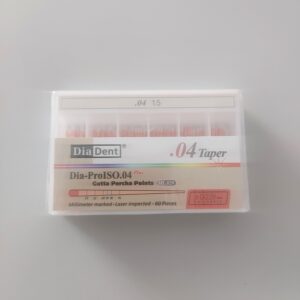 .04 15
DiaDent®
.04 Taper
Dia-ProISO.04
Gutta Percha Points
Millimeter marked • Laser inspected • 60 Pieces